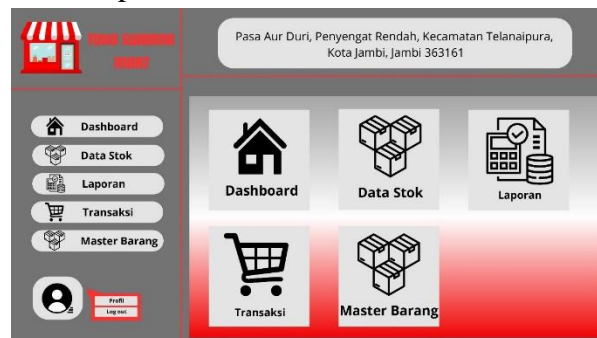 Pasa Aur Duri, Penyengat Rendah, Kecamatan Telanaipura,
Kota Jambi, Jambi 363161
Dashboard
Data Stok
Laporan
Transaksi
Master Barang
Profil
Log out
Dashboard
Data Stok
Laporan
Transaksi
Master Barang